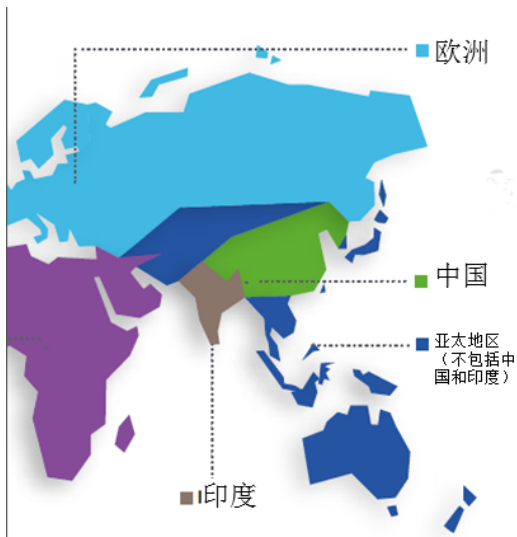 欧洲
中国
亚太地区
（不包括中
国和印度）
印度